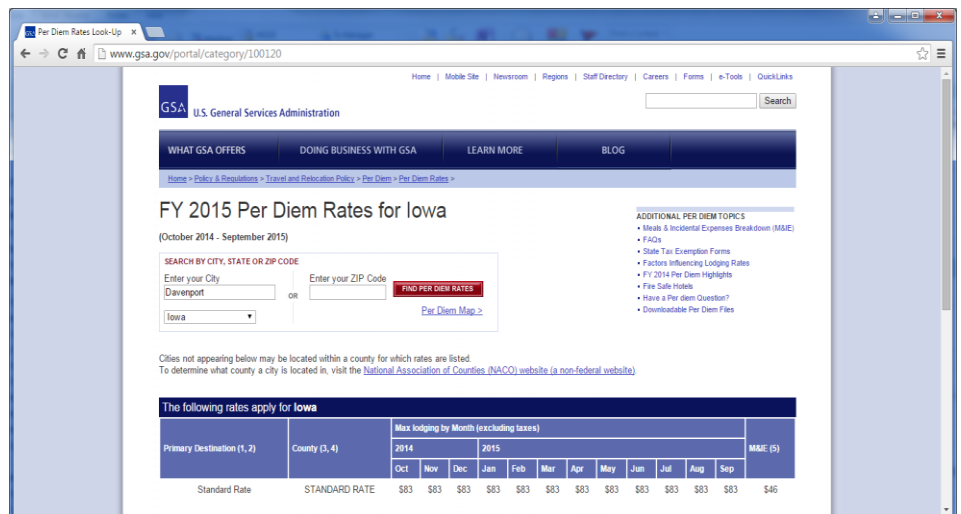 Per Diem Rates Look-Up
www.gsa.gov/portal/category/100120
Home | Mobile Site | Newsroom | Regions | Staff Directory | Careers | Forms | e-Tools | QuickLinks
GSA U.S. General Services Administration
Search
WHAT GSA OFFERS DOING BUSINESS WITH GSA LEARN MORE BLOG
Home > Policy & Regulations > Travel and Relocation Policy > Per Diem > Per Diem Rates >
FY 2015 Per Diem Rates for Iowa
(October 2014 - September 2015)
SEARCH BY CITY, STATE OR ZIP CODE
Enter your City
Davenport
Iowa
OR
Enter your ZIP Code
FIND PER DIEM RATES
Per Diem Map >
ADDITIONAL PER DIEM TOPICS
• Meals & Incidental Expenses Breakdown (M&IE)
• FAQs
• State Tax Exemption Forms
• Factors Influencing Lodging Rates
• FY 2014 Per Diem Highlights
• Fire Safe Hotels
• Have a Per diem Question?
• Downloadable Per Diem Files
Cities not appearing below may be located within a county for which rates are listed.
To determine what county a city is located in, visit the National Association of Counties (NACO) website (a non-federal website).
The following rates apply for Iowa
Primary Destination (1, 2) County (3, 4) Max lodging by Month (excluding taxes) M&IE (5)
2014 2015
Oct Nov Dec Jan Feb Mar Apr May Jun Jul Aug Sep
Standard Rate STANDARD RATE $83 $83 $83 $83 $83 $83 $83 $83 $83 $83 $83 $83 $46